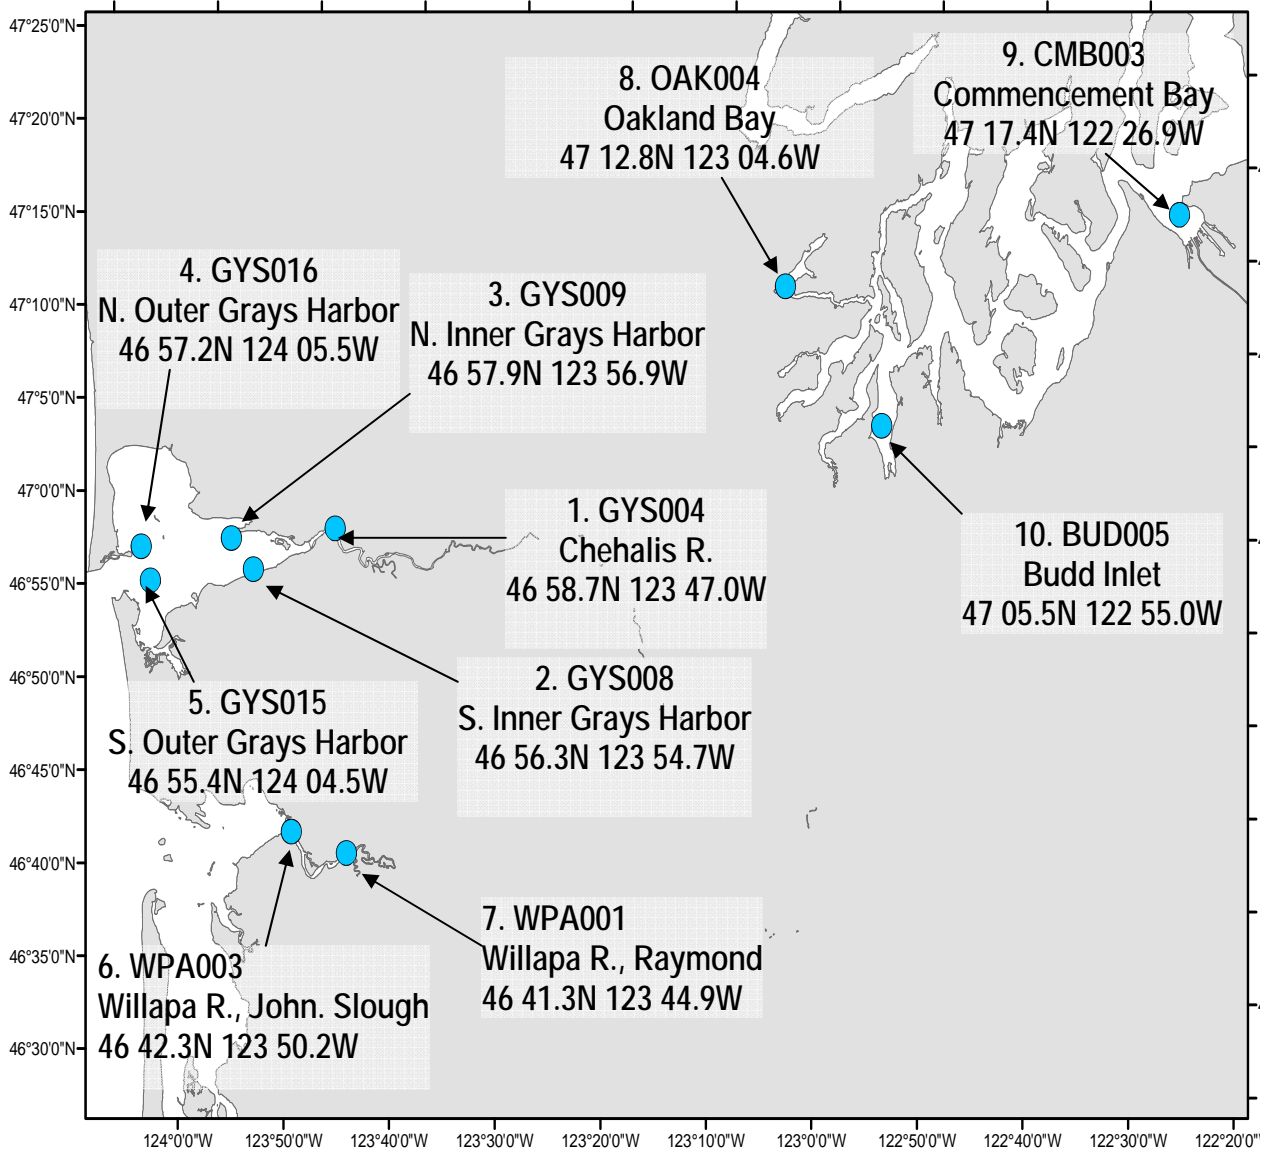 47°25'0"N
47°20'0"N
47°15'0"N
47°10'0"N
47°5'0"N
47°0'0"N
46°55'0"N
46°50'0"N
46°45'0"N
46°40'0"N
46°35'0"N
46°30'0"N
8. OAK004
Oakland Bay
47 12.8N 123 04.6W
9. CMB003
Commencement Bay
47 17.4N 122 26.9W
4. GYS016
N. Outer Grays Harbor
46 57.2N 124 05.5W
3. GYS009
N. Inner Grays Harbor
46 57.9N 123 56.9W
1. GYS004
Chehalis R.
46 58.7N 123 47.0W
10. BUD005
Budd Inlet
47 05.5N 122 55.0W
2. GYS008
S. Inner Grays Harbor
46 56.3N 123 54.7W
5. GYS015
S. Outer Grays Harbor
46 55.4N 124 04.5W
7. WPA001
Willapa R., Raymond
46 41.3N 123 44.9W
6. WPA003
Willapa R., John. Slough
46 42.3N 123 50.2W
124°0'0"W
123°50'0"W
123°40'0"W
123°30'0"W
123°20'0"W
123°10'0"W
123°0'0"W
122°50'0"W
122°40'0"W
122°30'0"W
122°20'0"W